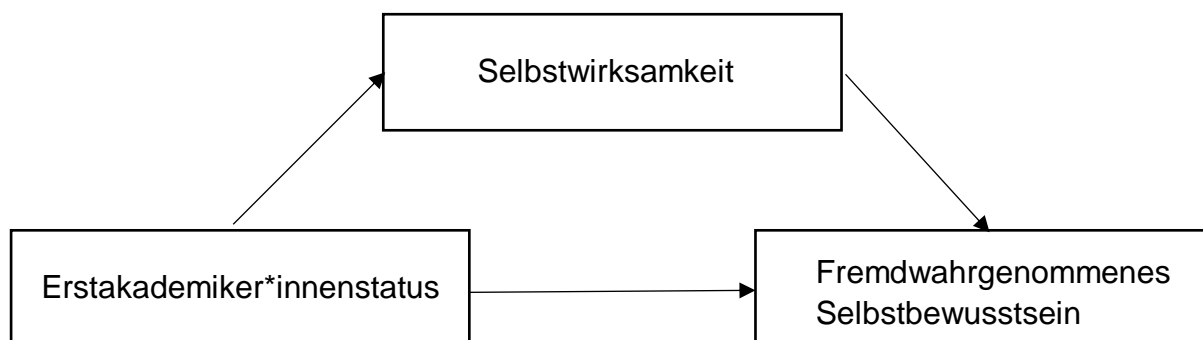 Selbstwirksamkeit
Erstakademiker*innenstatus
Fremdwahrgenommenes
Selbstbewusstsein